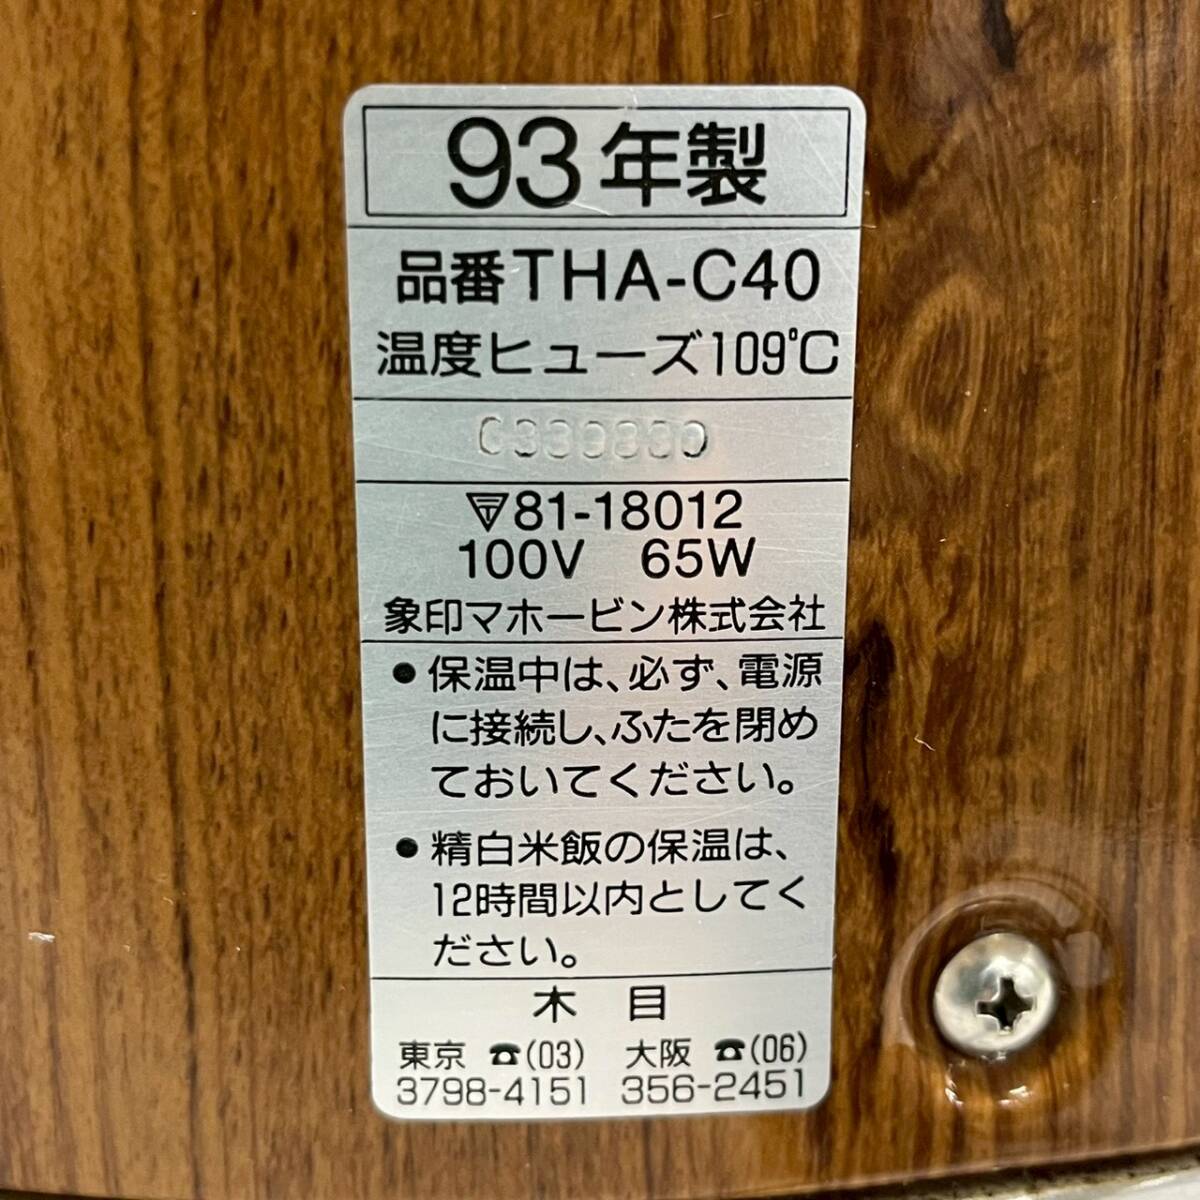 93年製
品番THA-C40
温度ヒューズ109℃
81-18012
100V 65W
象印マホービン株式会社
●保温中は、必ず、電源
に接続し、ふたを閉め
ておいてください。
●精白米飯の保温は、
12時間以内としてく
ださい。
木目
東京 ☎(03) 大阪 ☎(06)
3798-4151 356-2451